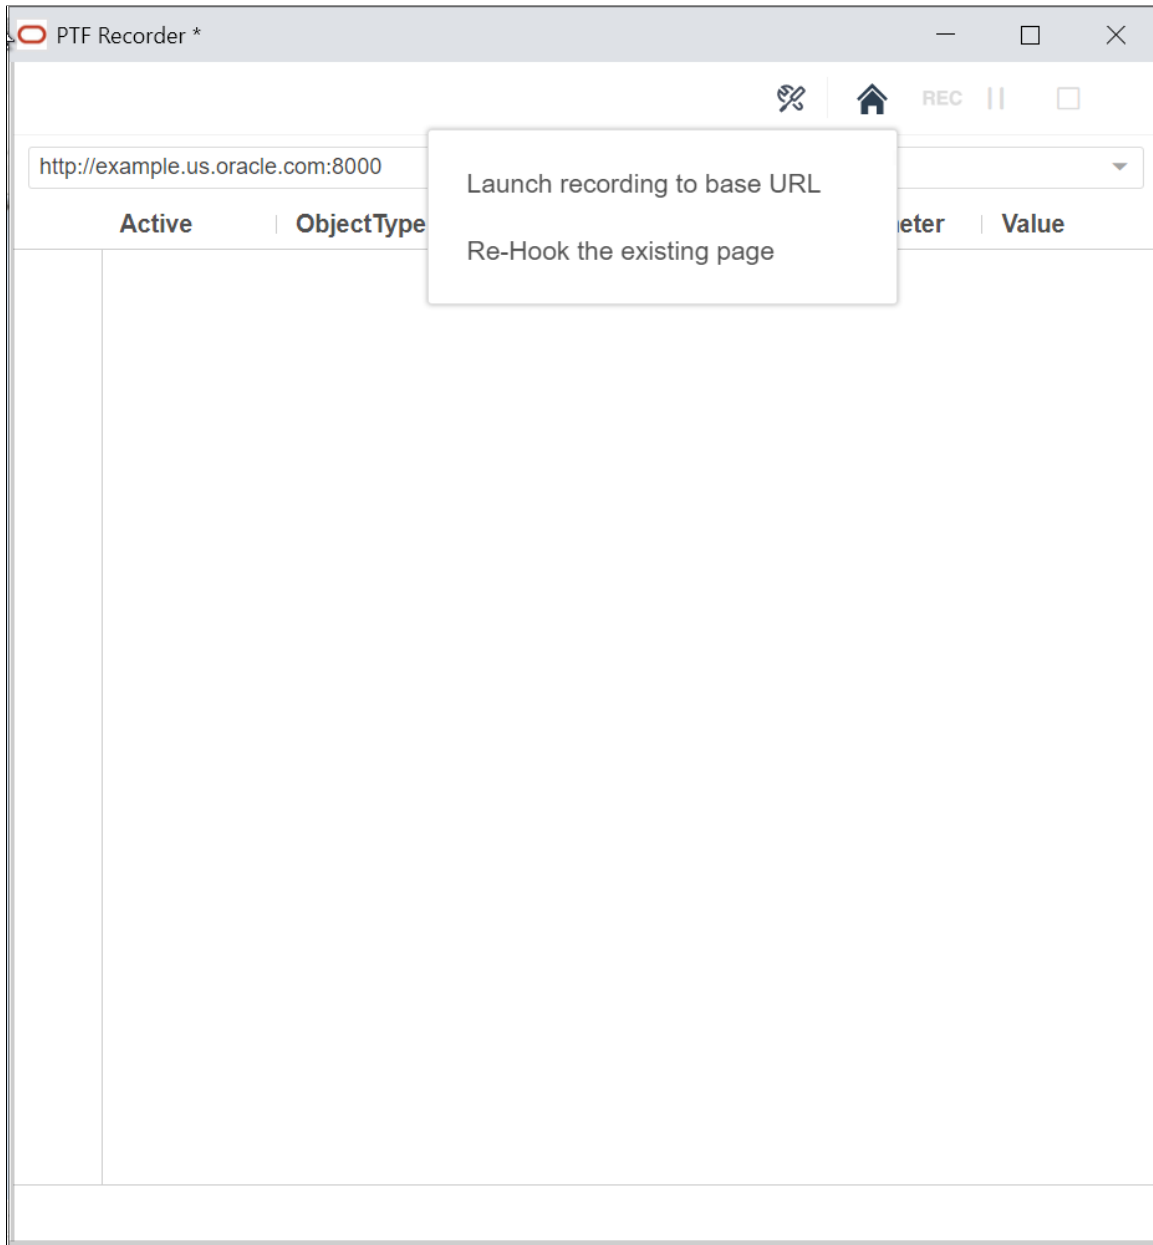 PTF Recorder *
REC
http://example.us.oracle.com:8000
Launch recording to base URL
Re-Hook the existing page
Active ObjectType eter Value